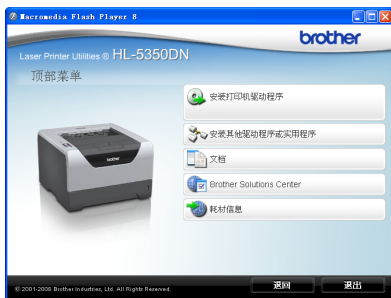 Macromedia Flash Player 8
brother
Laser Printer Utilities © HL-5350DN
顶部菜单
安装打印机驱动程序
安装其他驱动程序或实用程序
文档
Brother Solutions Center
耗材信息
brother
© 2001-2008 Brother Industries, Ltd. All Rights Reserved.
退回
退出